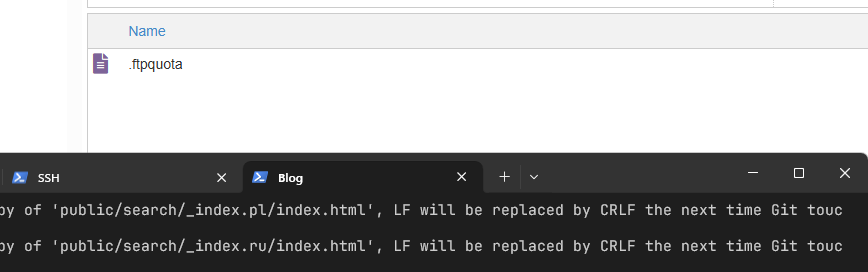 Name
.ftpquota
SSH
Blog
py of 'public/search/_index.pl/index.html', LF will be replaced by CRLF the next time Git touc
py of 'public/search/_index.ru/index.html', LF will be replaced by CRLF the next time Git touc